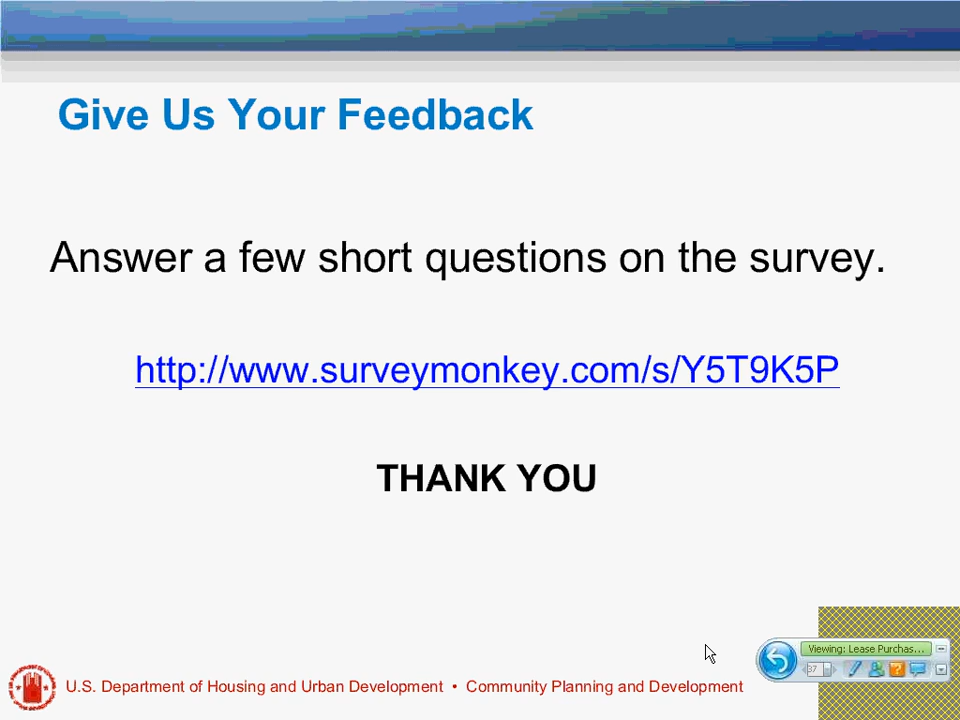 Give Us Your Feedback
Answer a few short questions on the survey.
http://www.surveymonkey.com/s/Y5T9K5P
THANK YOU
Viewing: Lease Purchas...
37
U.S. Department of Housing and Urban Development • Community Planning and Development